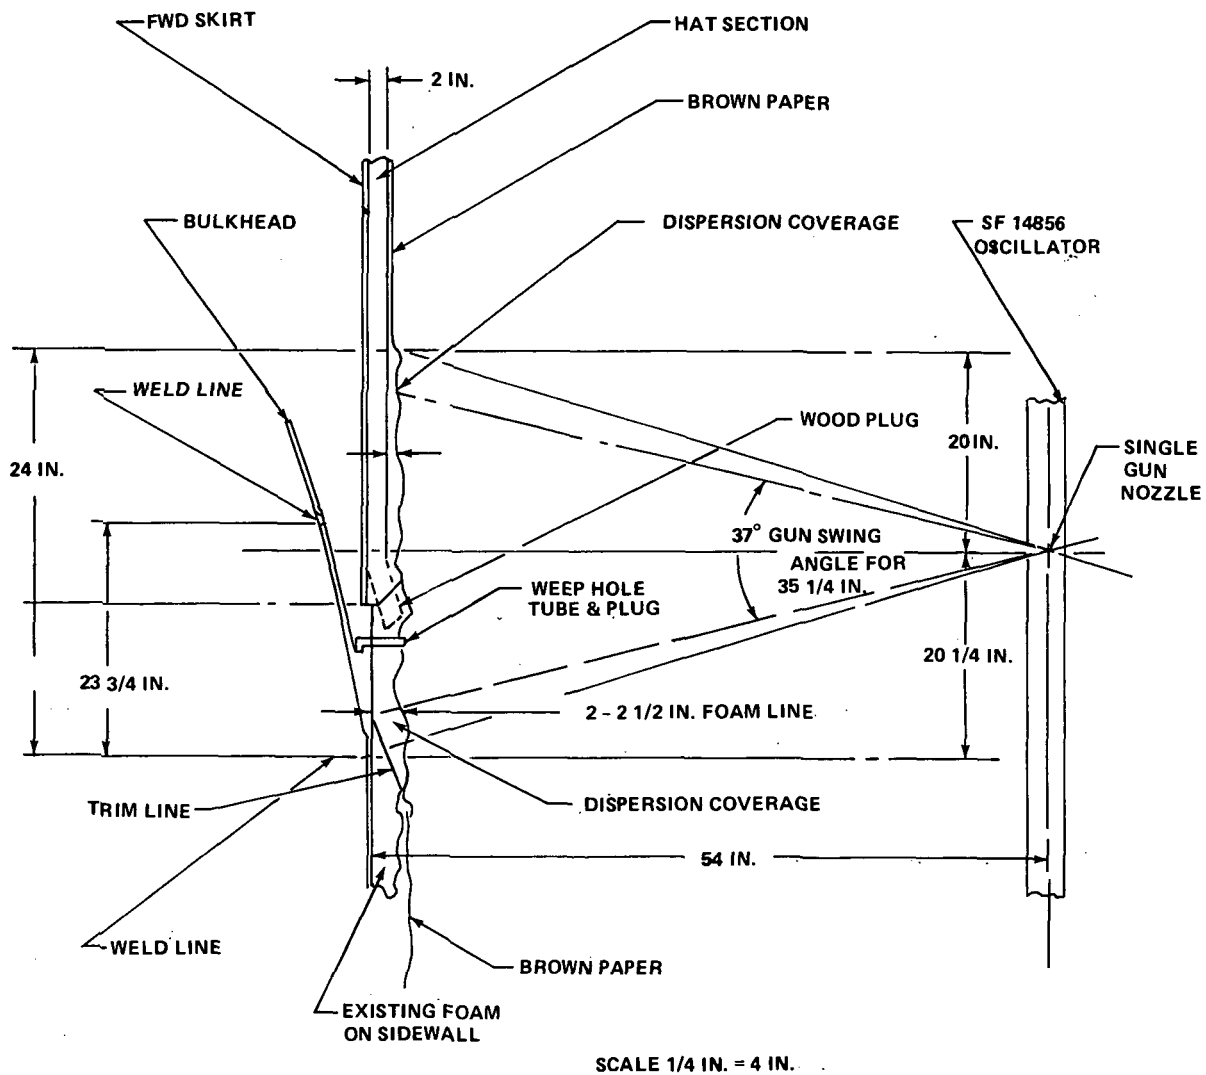 FWD SKIRT
HAT SECTION
2 IN.
BROWN PAPER
BULKHEAD
DISPERSION COVERAGE
SF 14856
OSCILLATOR
WELD LINE
WOOD PLUG
24 IN.
20 IN.
SINGLE
GUN
NOZZLE
37° GUN SWING
ANGLE FOR
35 1/4 IN.
WEEP HOLE
TUBE & PLUG
23 3/4 IN.
20 1/4 IN.
2 - 2 1/2 IN. FOAM LINE
TRIM LINE
DISPERSION COVERAGE
54 IN.
WELD LINE
BROWN PAPER
EXISTING FOAM
ON SIDEWALL
SCALE 1/4 IN. = 4 IN.